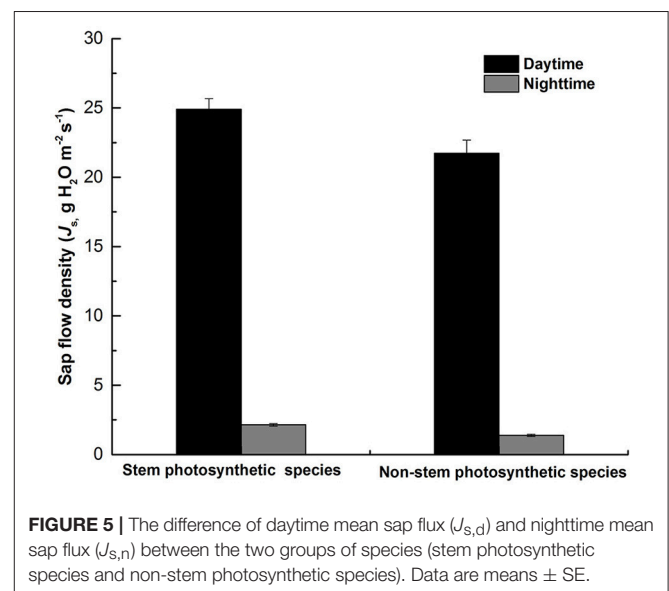 30
25
20
15
10
5
0
Sap flow density (Js, g H2O m-2 s-1)
Daytime
Nighttime
Stem photosynthetic species
Non-stem photosynthetic species
FIGURE 5 | The difference of daytime mean sap flux (Js,d) and nighttime mean
sap flux (Js,n) between the two groups of species (stem photosynthetic
species and non-stem photosynthetic species). Data are means ± SE.